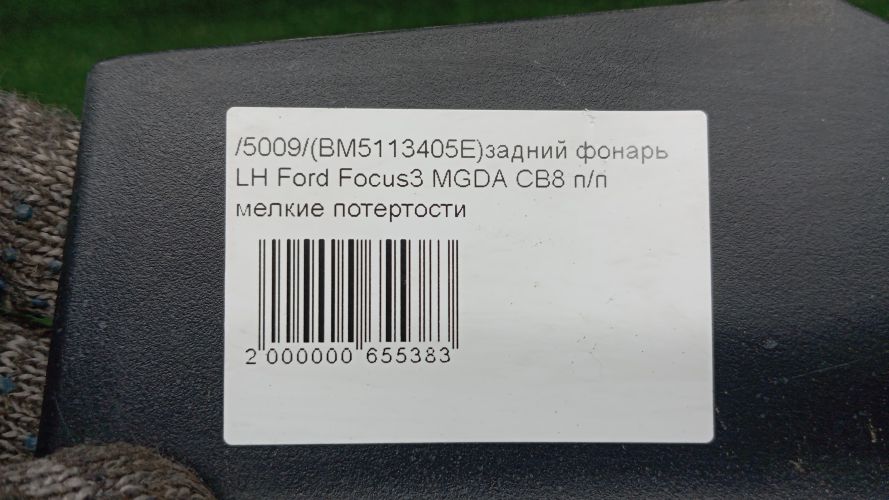 /5009/(BM5113405E)задний фонарь
LH Ford Focus3 MGDA CB8 п/п
мелкие потертости
2 000000 655383